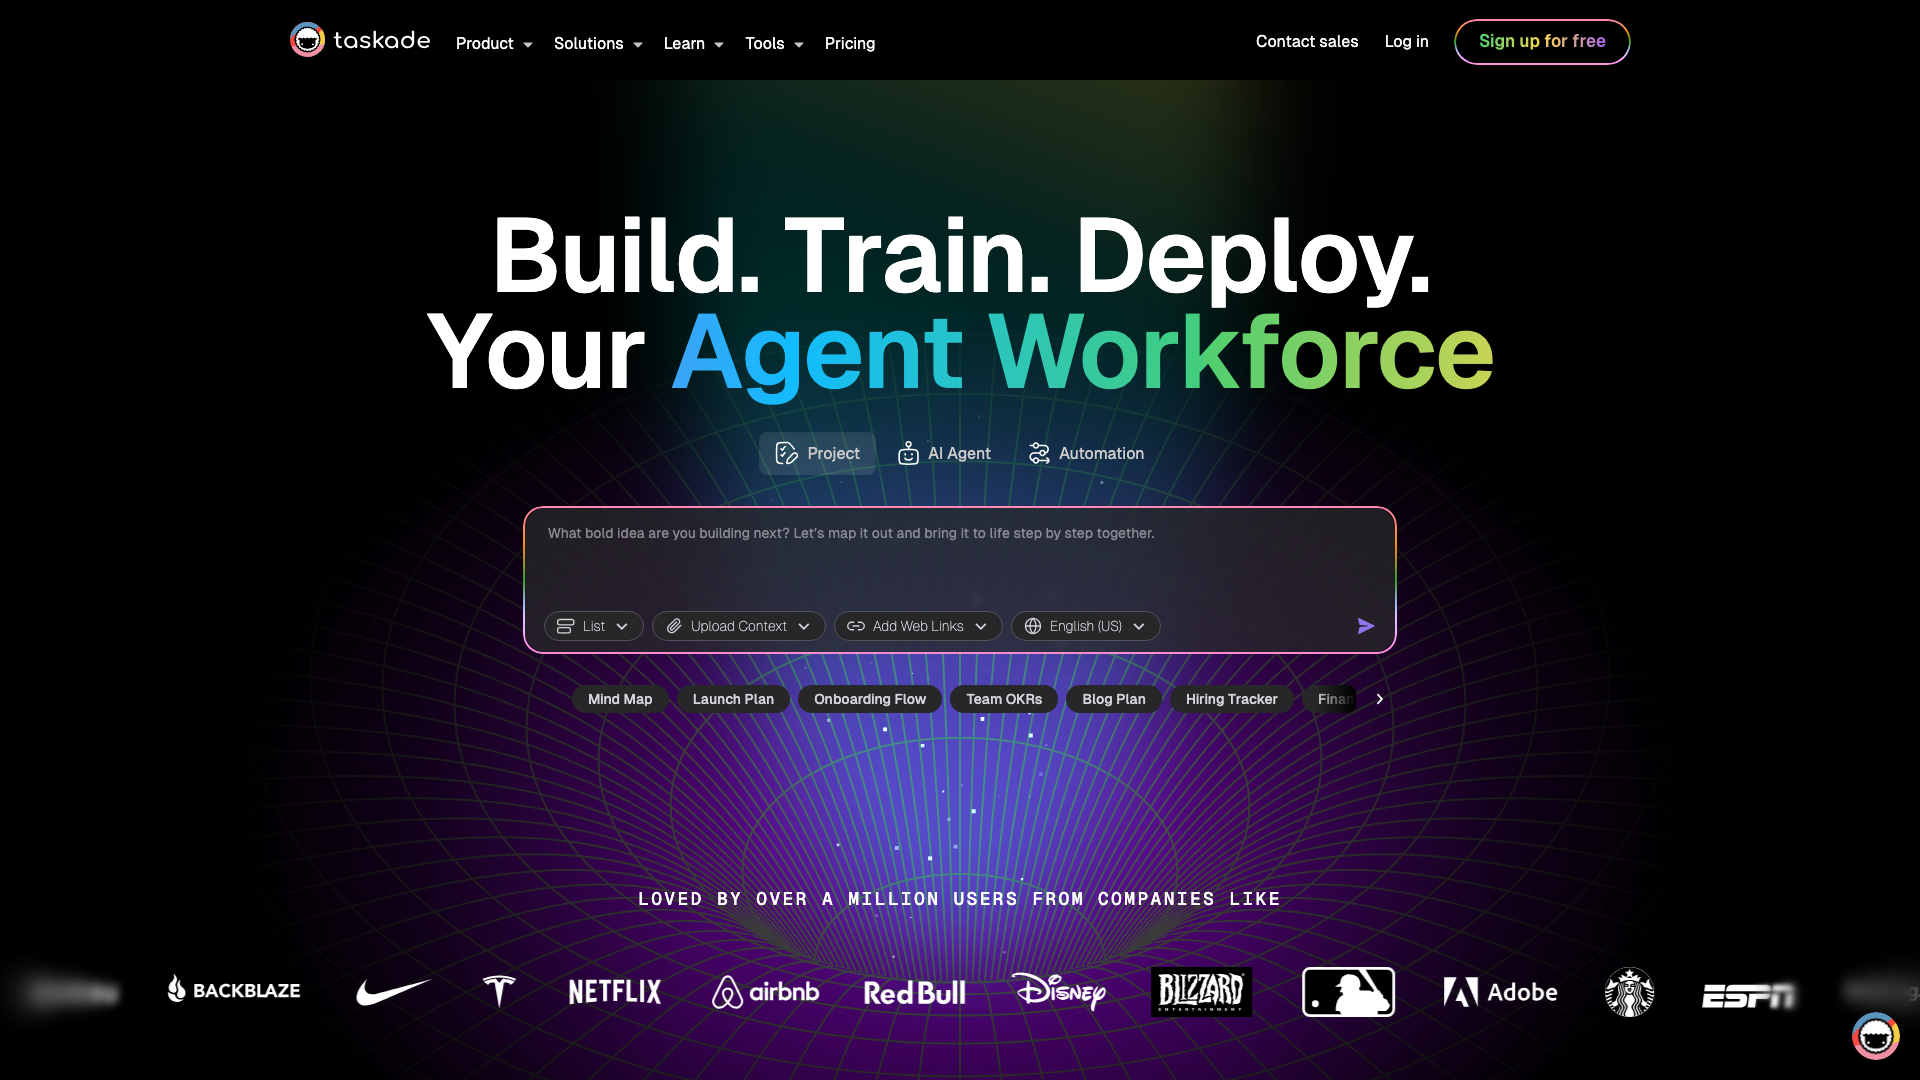 taskade
Product
Solutions
Learn
Tools
Pricing
Contact sales
Log in
Sign up for free
Build. Train. Deploy.
Your Agent Workforce
Project
AI Agent
Automation
What bold idea are you building next? Let's map it out and bring it to life step by step together.
List
Upload Context
Add Web Links
English (US)
Mind Map
Launch Plan
Onboarding Flow
Team OKRs
Blog Plan
Hiring Tracker
Finan
LOVED BY OVER A MILLION USERS FROM COMPANIES LIKE
BACKBLAZE
NETFLIX
airbnb
Red Bull
Disney
BLIZZARD
ENTERTAINMENT
Adobe
ESPN